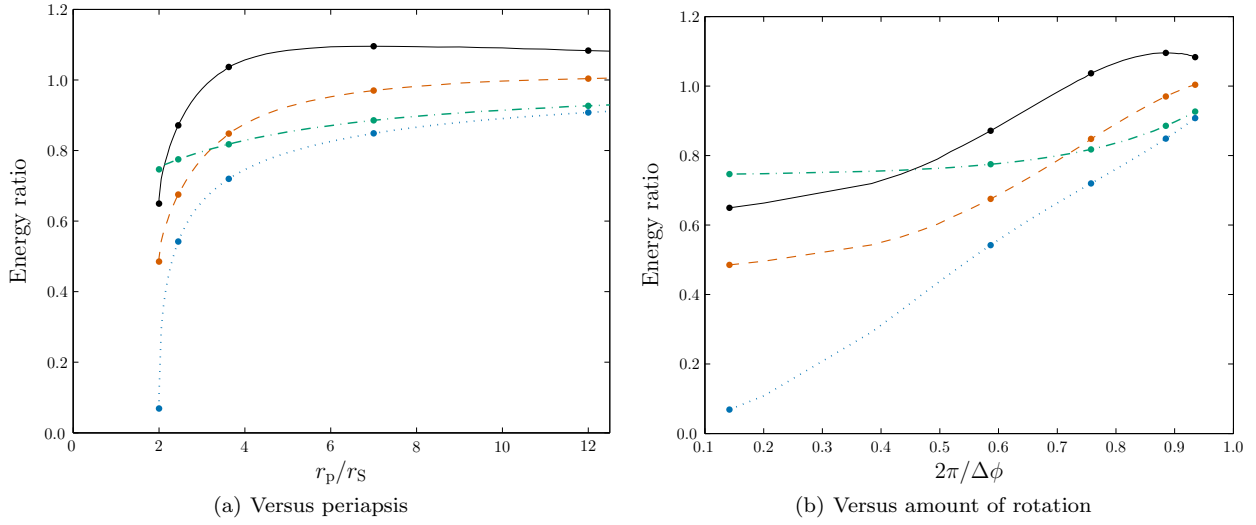 1.2
1.0
0.8
0.6
0.4
0.2
0.0
Energy ratio
0 2 4 6 8 10 12
r_p/r_S
(a) Versus periapsis
1.2
1.0
0.8
0.6
0.4
0.2
0.0
Energy ratio
0.1 0.2 0.3 0.4 0.5 0.6 0.7 0.8 0.9 1.0
2π/Δϕ
(b) Versus amount of rotation